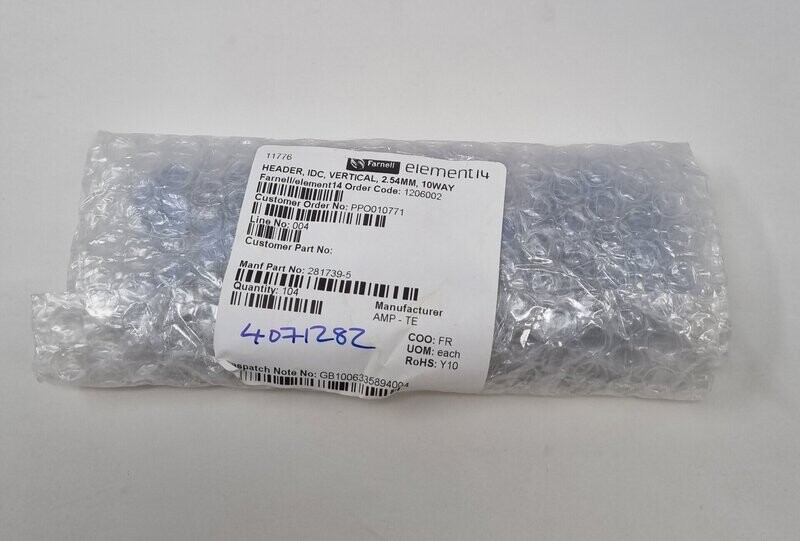 11776 Farnell element14
HEADER, IDC, VERTICAL, 2.54MM, 10WAY
Farnell/element14 Order Code: 1206002
Customer Order No: PPO010771
Line No: 004
Customer Part No:
Manf Part No: 281739-5
Quantity: 104
Manufacturer
AMP - TE
4071282
COO: FR
UOM: each
RoHS: Y10
spatch Note No: GB1006335894004